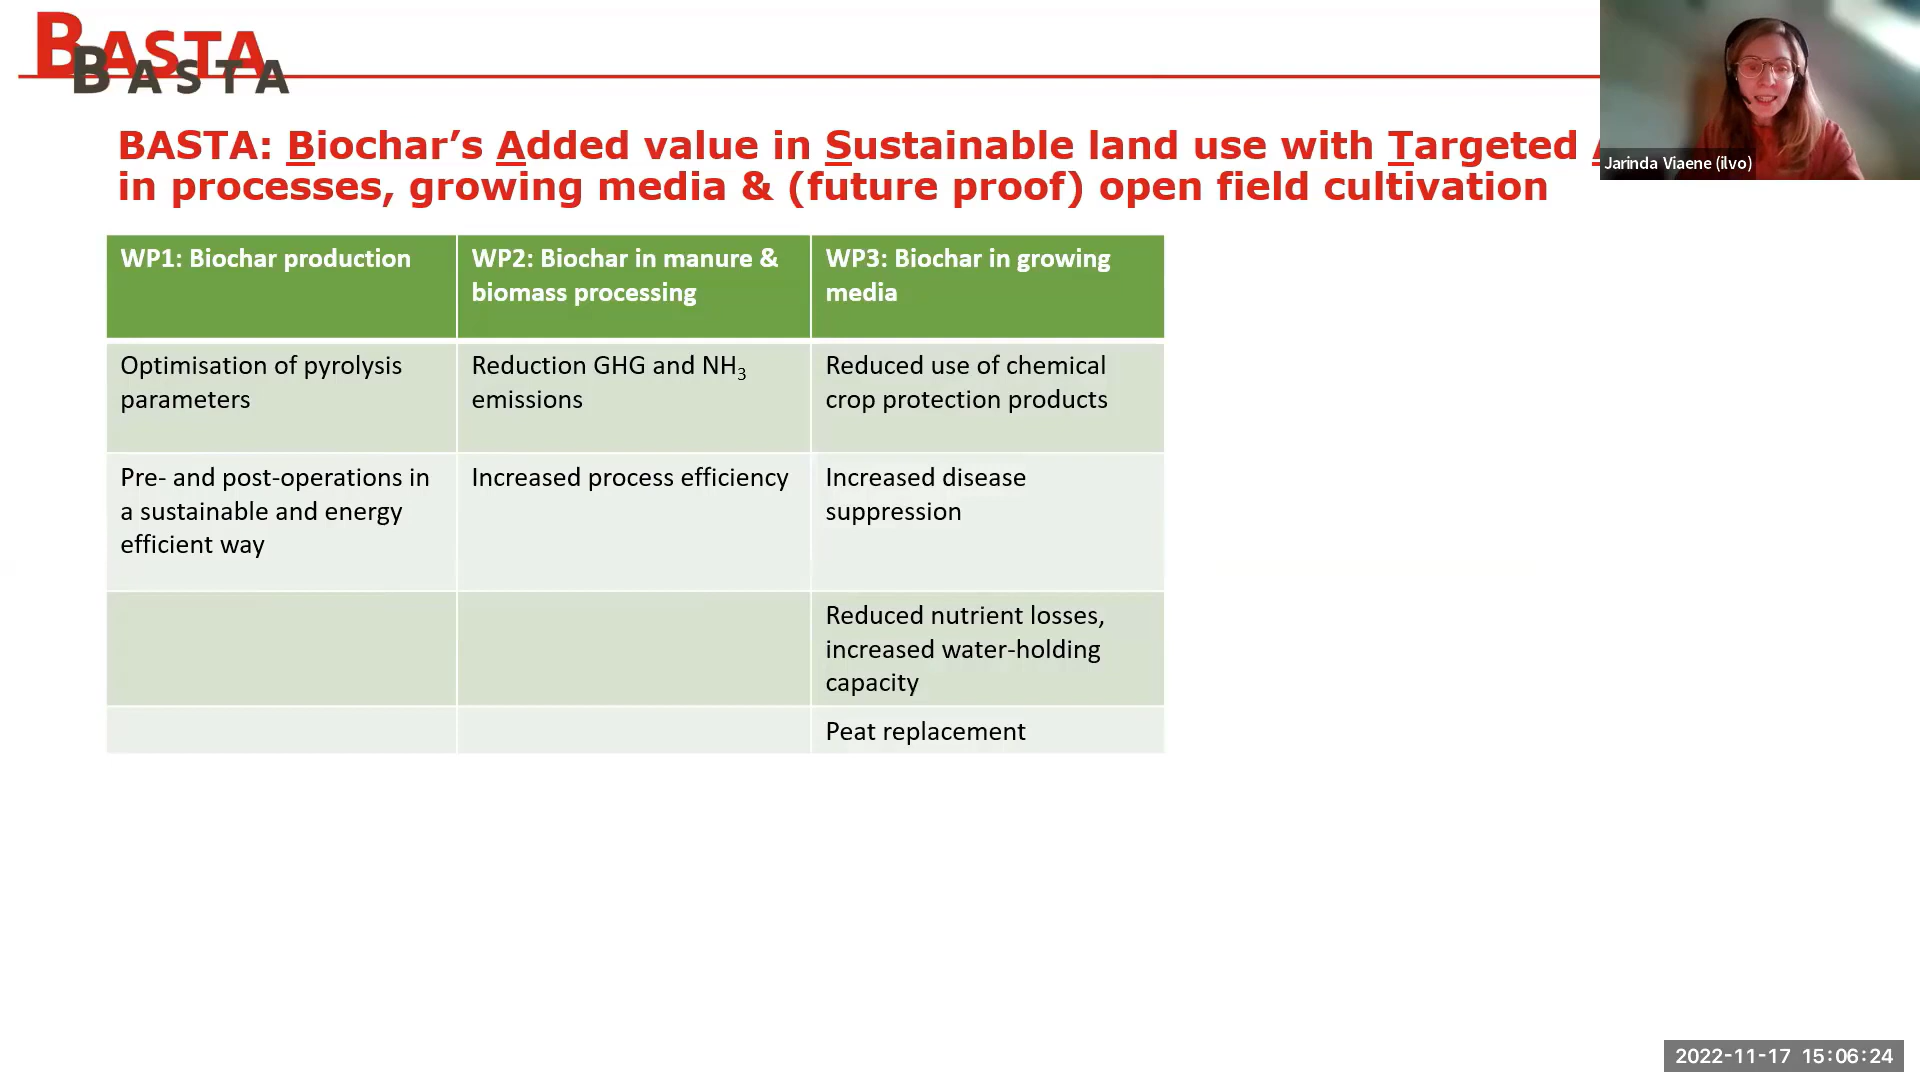 BASTA
BASTA
BASTA: Biochar’s Added value in Sustainable land use with Targeted
in processes, growing media & (future proof) open field cultivation
Jarinda Viaene (ilvo)
WP1: Biochar production
WP2: Biochar in manure &
biomass processing
WP3: Biochar in growing
media
Optimisation of pyrolysis
parameters
Reduction GHG and NH₃
emissions
Reduced use of chemical
crop protection products
Pre- and post-operations in
a sustainable and energy
efficient way
Increased process efficiency
Increased disease
suppression
Reduced nutrient losses,
increased water-holding
capacity
Peat replacement
2022-11-17 15:06:24